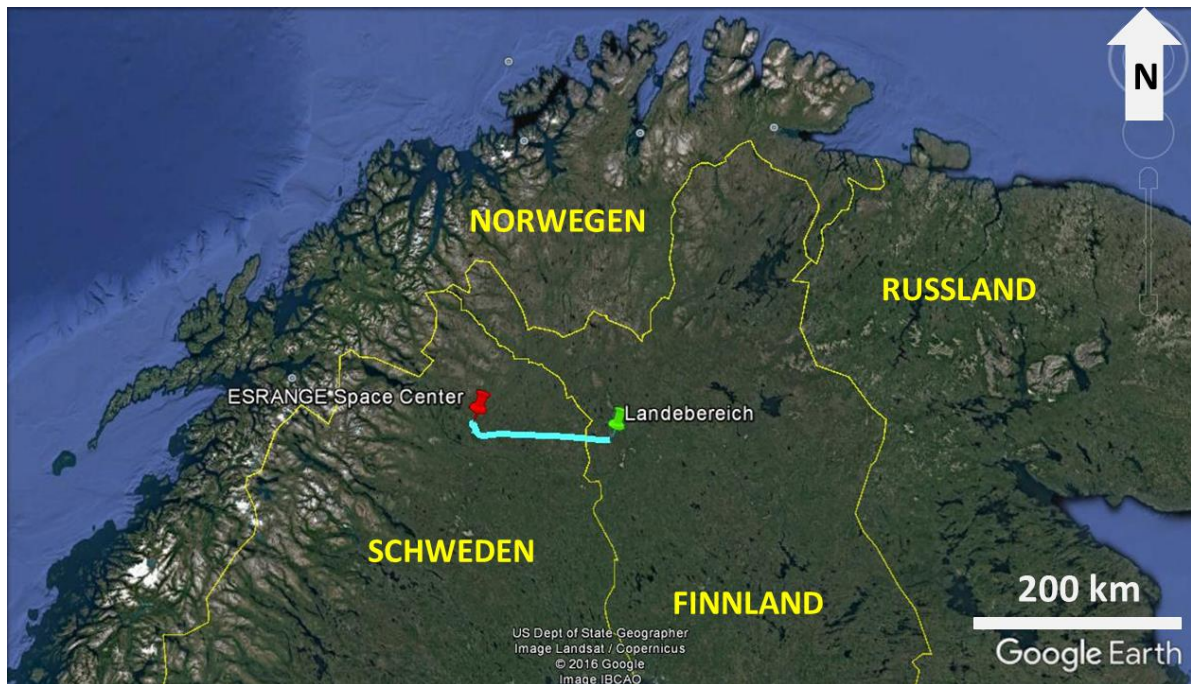 N
NORWEGEN
RUSSLAND
ESRANGE Space Center
Landebereich
SCHWEDEN
FINNLAND
200 km
US Dept of State Geographer
Image Landsat / Copernicus
© 2016 Google
Image IBCAO
Google Earth